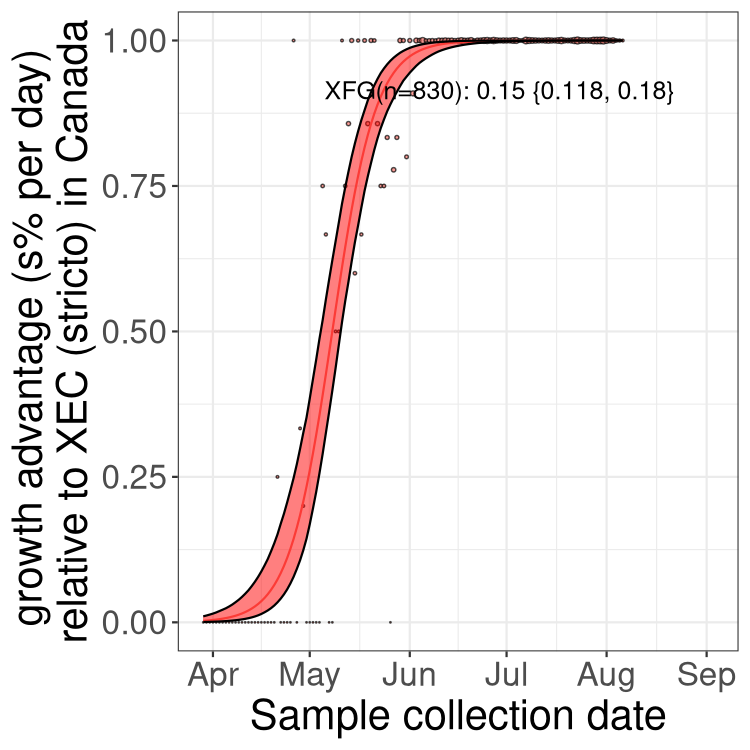 growth advantage (s% per day)
relative to XEC (stricto) in Canada
1.00
0.75
0.50
0.25
0.00
XFG(n=830): 0.15 {0.118, 0.18}
Apr May Jun Jul Aug Sep
Sample collection date